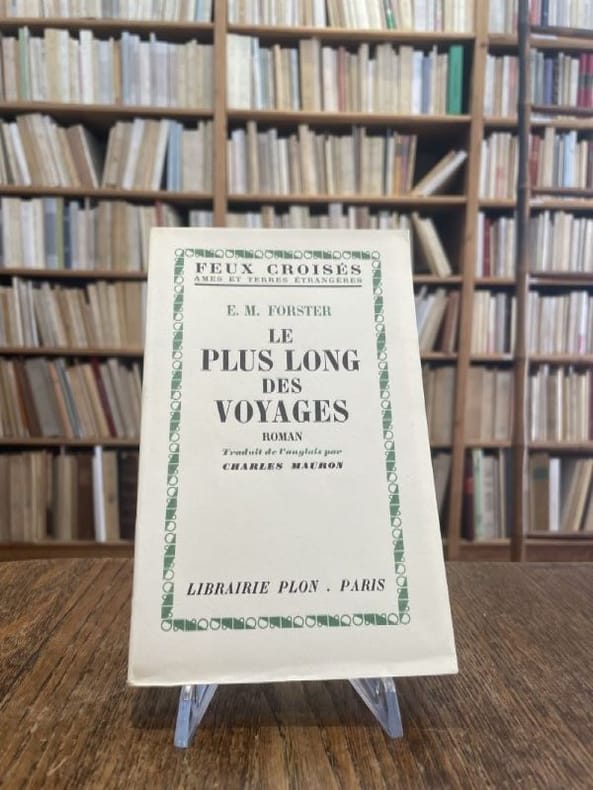 FEUX CROISÉS
AMES ET TERRES ÉTRANGÈRES
E. M. FORSTER
LE
PLUS LONG
DES
VOYAGES
ROMAN
Traduit de l'anglais par
CHARLES MAURON
LIBRAIRIE PLON . PARIS